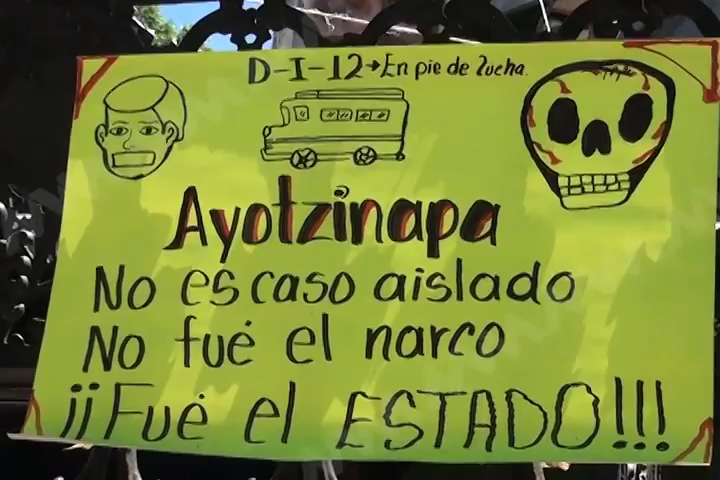 D-I-12→En pie de lucha.
Ayotzinapa
No es caso aislado
No fué el narco
¡¡Fué el ESTADO!!!